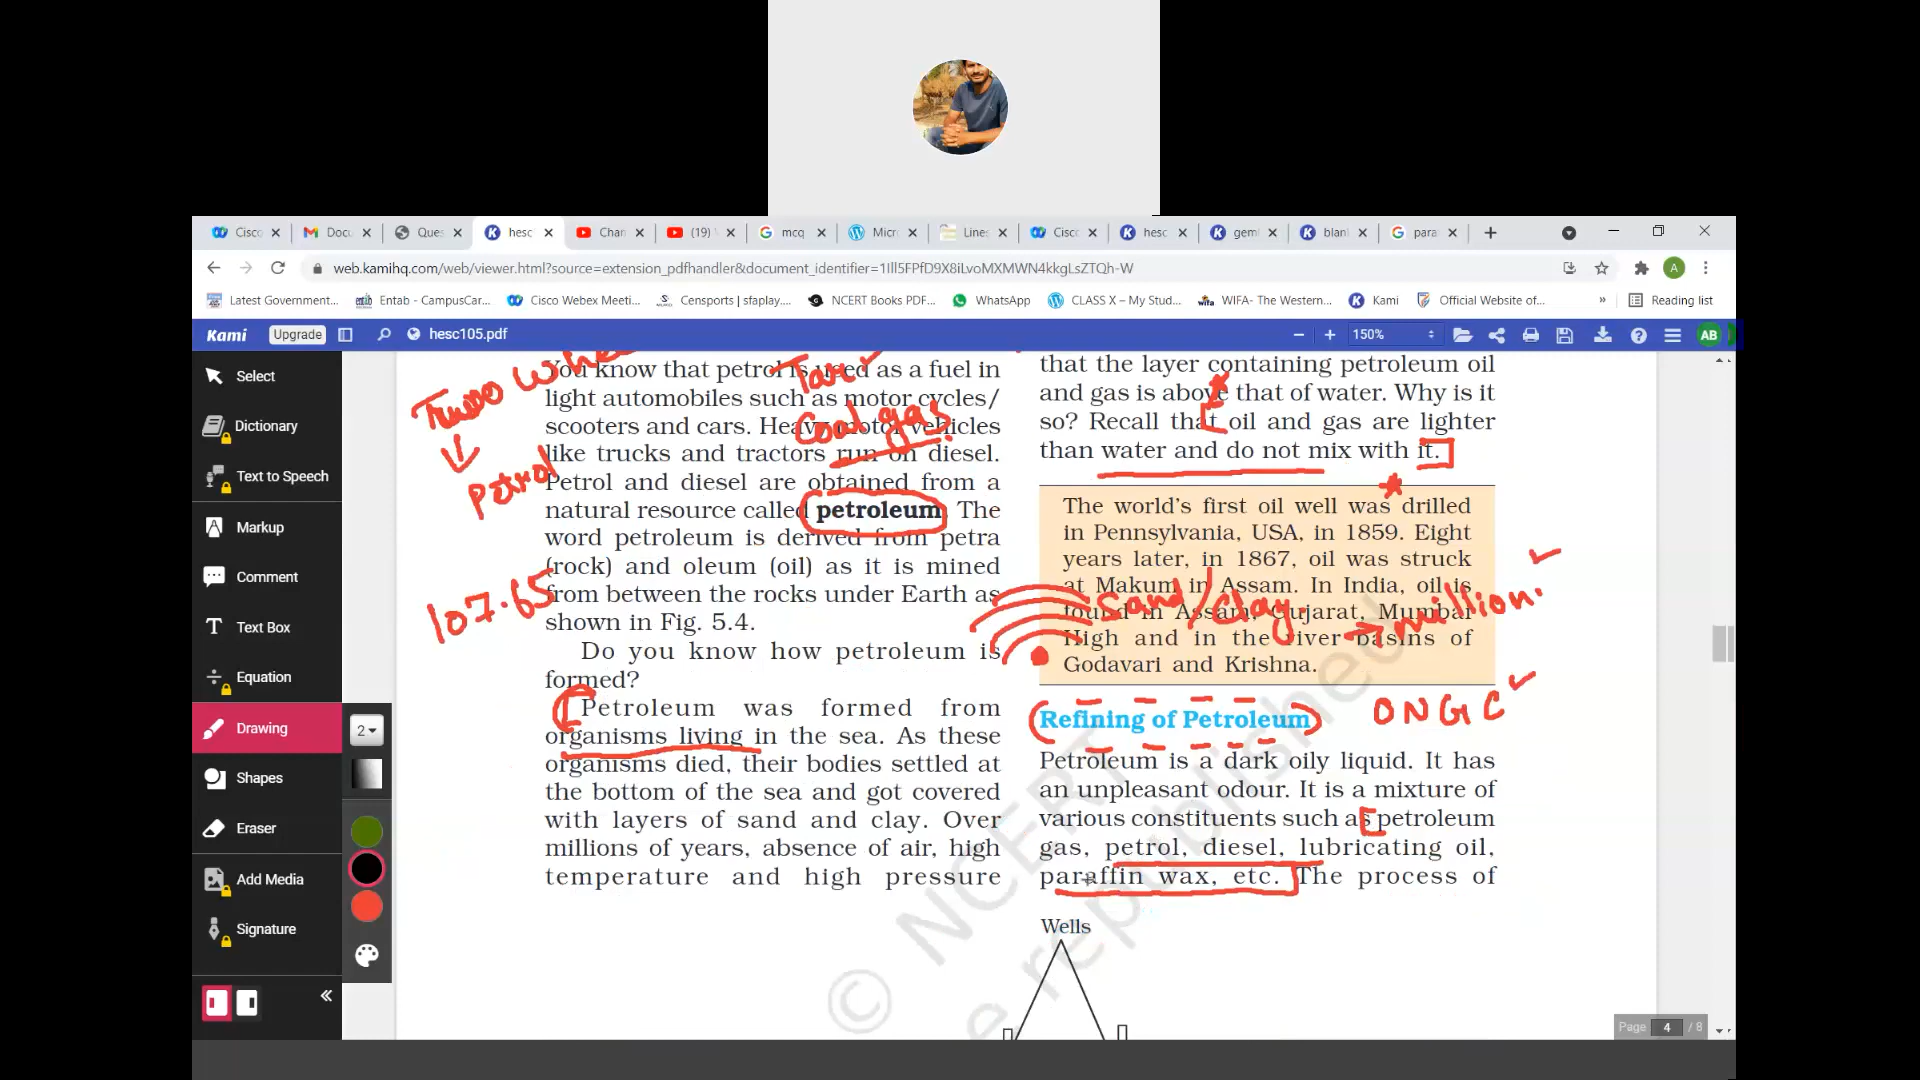 Cisco
Docu
Ques
hesc
Chan
(19)
mcq
Micr
Lines
Cisco
hesc
gem
blan
para
web.kamihq.com/web/viewer.html?source=extension_pdfhandler&document_identifier=1Ill5FPfD9X8iLvoMXMWN4kkgLsZTQh-W
A
Latest Government...
Entab - CampusCar...
Cisco Webex Meeti...
Censports | sfaplay....
NCERT Books PDF...
WhatsApp
CLASS X – My Stud...
WIFA- The Western...
Kami
Official Website of...
»
Reading list
Kami
Upgrade
hesc105.pdf
150%
AB
Select
Dictionary
Text to Speech
Markup
Comment
Text Box
Equation
Drawing
2
Shapes
Eraser
Add Media
Signature
You know that petrol is used as a fuel in
light automobiles such as motor cycles/
scooters and cars. Heavy motor vehicles
like trucks and tractors run on diesel.
Petrol and diesel are obtained from a
natural resource called petroleum. The
word petroleum is derived from petra
(rock) and oleum (oil) as it is mined
from between the rocks under Earth as
shown in Fig. 5.4.
Do you know how petroleum is
formed?
Petroleum was formed from
organisms living in the sea. As these
organisms died, their bodies settled at
the bottom of the sea and got covered
with layers of sand and clay. Over
millions of years, absence of air, high
temperature and high pressure
Petrol
107.65
Tar
Coal gas
that the layer containing petroleum oil
and gas is above that of water. Why is it
so? Recall that oil and gas are lighter
than water and do not mix with it.
The world's first oil well was drilled
in Pennsylvania, USA, in 1859. Eight
years later, in 1867, oil was struck
at Makum in Assam. In India, oil is
found in Assam, Gujarat, Mumbai
High and in the river basins of
Godavari and Krishna.
Sand/Clay
million.
Refining of Petroleum
ONGC
Petroleum is a dark oily liquid. It has
an unpleasant odour. It is a mixture of
various constituents such as petroleum
gas, petrol, diesel, lubricating oil,
paraffin wax, etc. The process of
Wells
© NCERT
e republished
Page 4 / 8